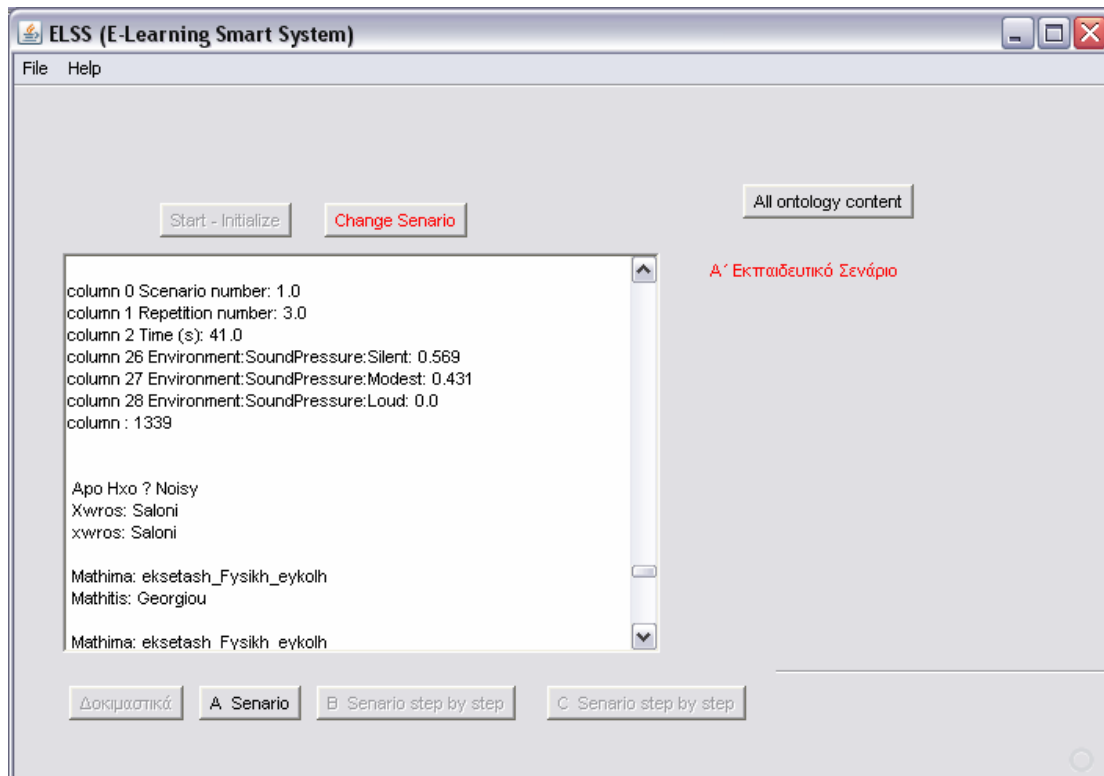 ELSS (E-Learning Smart System)
File Help
All ontology content
Start - Initialize Change Senario
Α΄ Εκπαιδευτικό Σενάριο
column 0 Scenario number: 1.0
column 1 Repetition number: 3.0
column 2 Time (s): 41.0
column 26 Environment:SoundPressure:Silent: 0.569
column 27 Environment:SoundPressure:Modest: 0.431
column 28 Environment:SoundPressure:Loud: 0.0
column : 1339
Apo Hxo ? Noisy
Xwros: Saloni
xwros: Saloni
Mathima: eksetash_Fysikh_eykolh
Mathitis: Georgiou
Mathima: eksetash_Fysikh_eykolh
Δοκιμαστικά A Senario B Senario step by step C Senario step by step